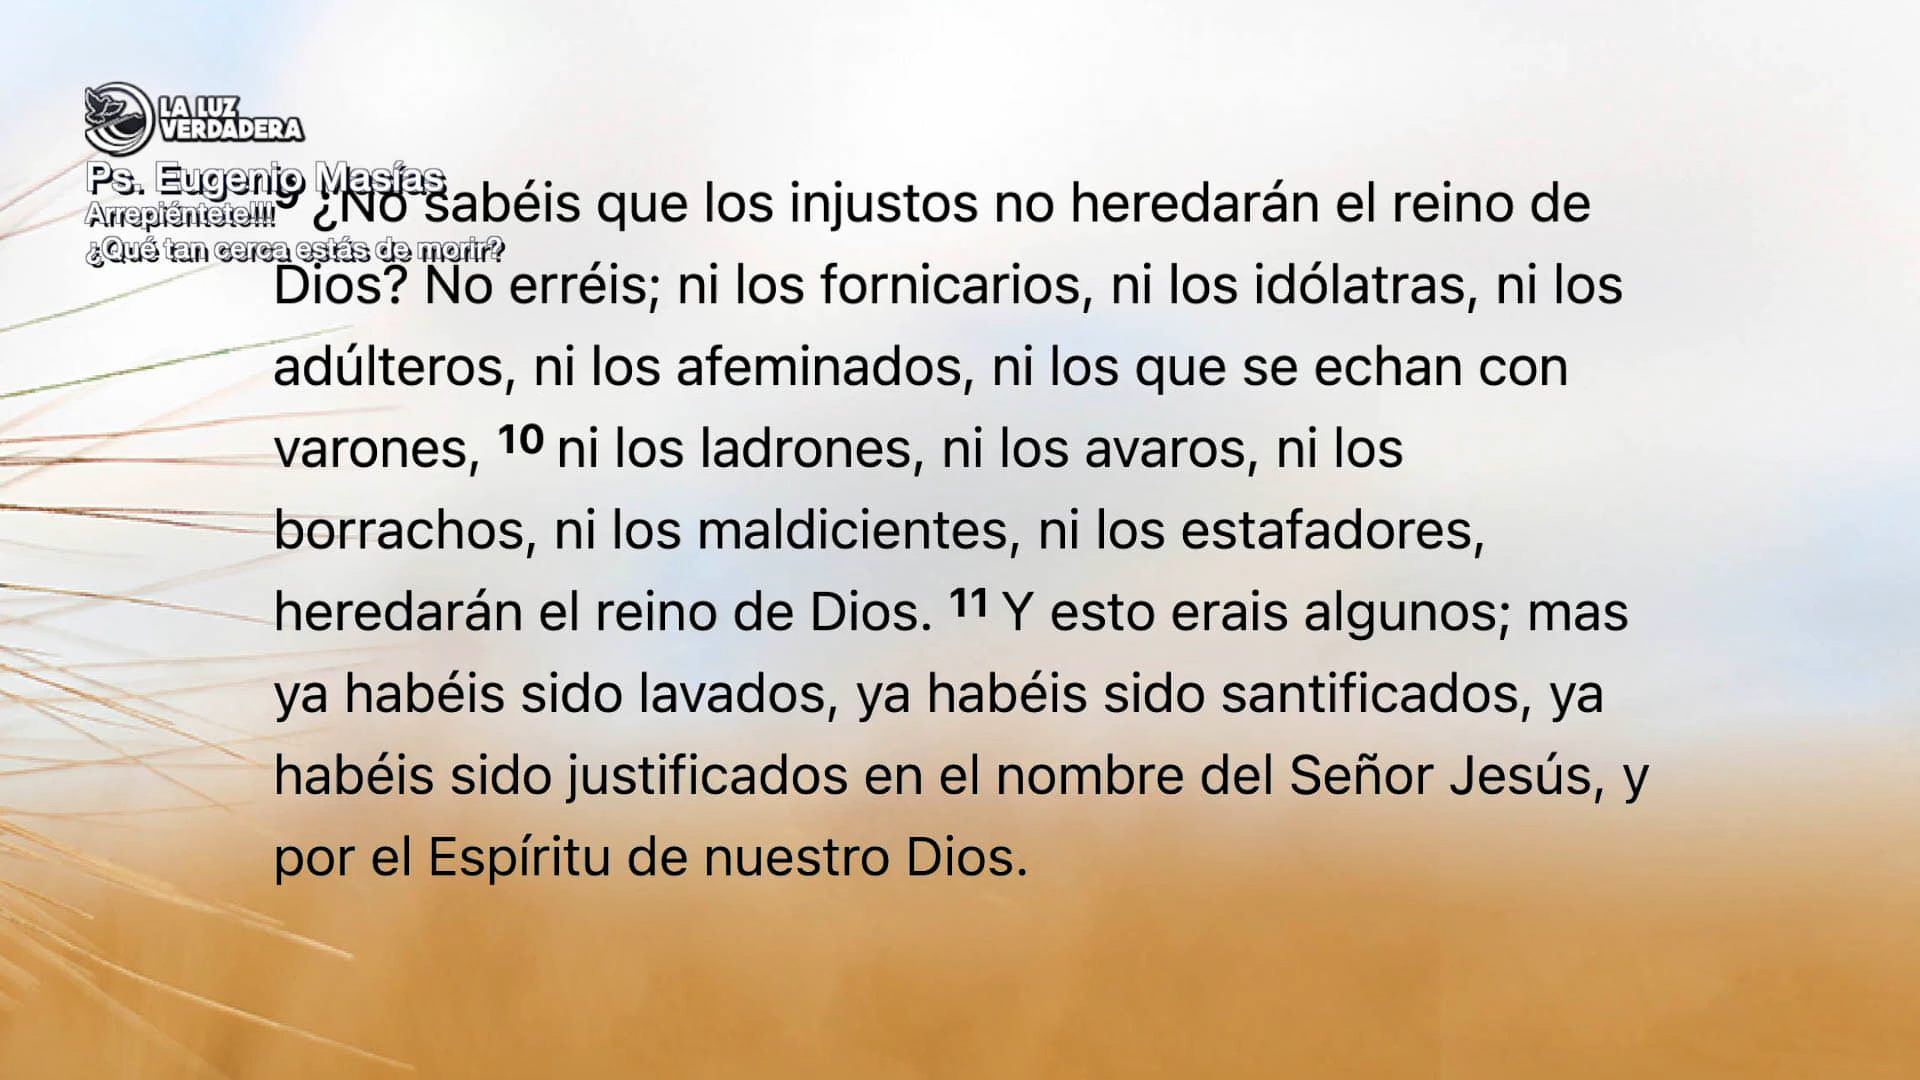 LA LUZ
VERDADERA
Ps. Eugenio Masías
Arrepiéntete!!!
¿Qué tan cerca estás de morir?
9 ¿No sabéis que los injustos no heredarán el reino de
Dios? No erréis; ni los fornicarios, ni los idólatras, ni los
adúlteros, ni los afeminados, ni los que se echan con
varones, 10 ni los ladrones, ni los avaros, ni los
borrachos, ni los maldicientes, ni los estafadores,
heredarán el reino de Dios. 11 Y esto erais algunos; mas
ya habéis sido lavados, ya habéis sido santificados, ya
habéis sido justificados en el nombre del Señor Jesús, y
por el Espíritu de nuestro Dios.